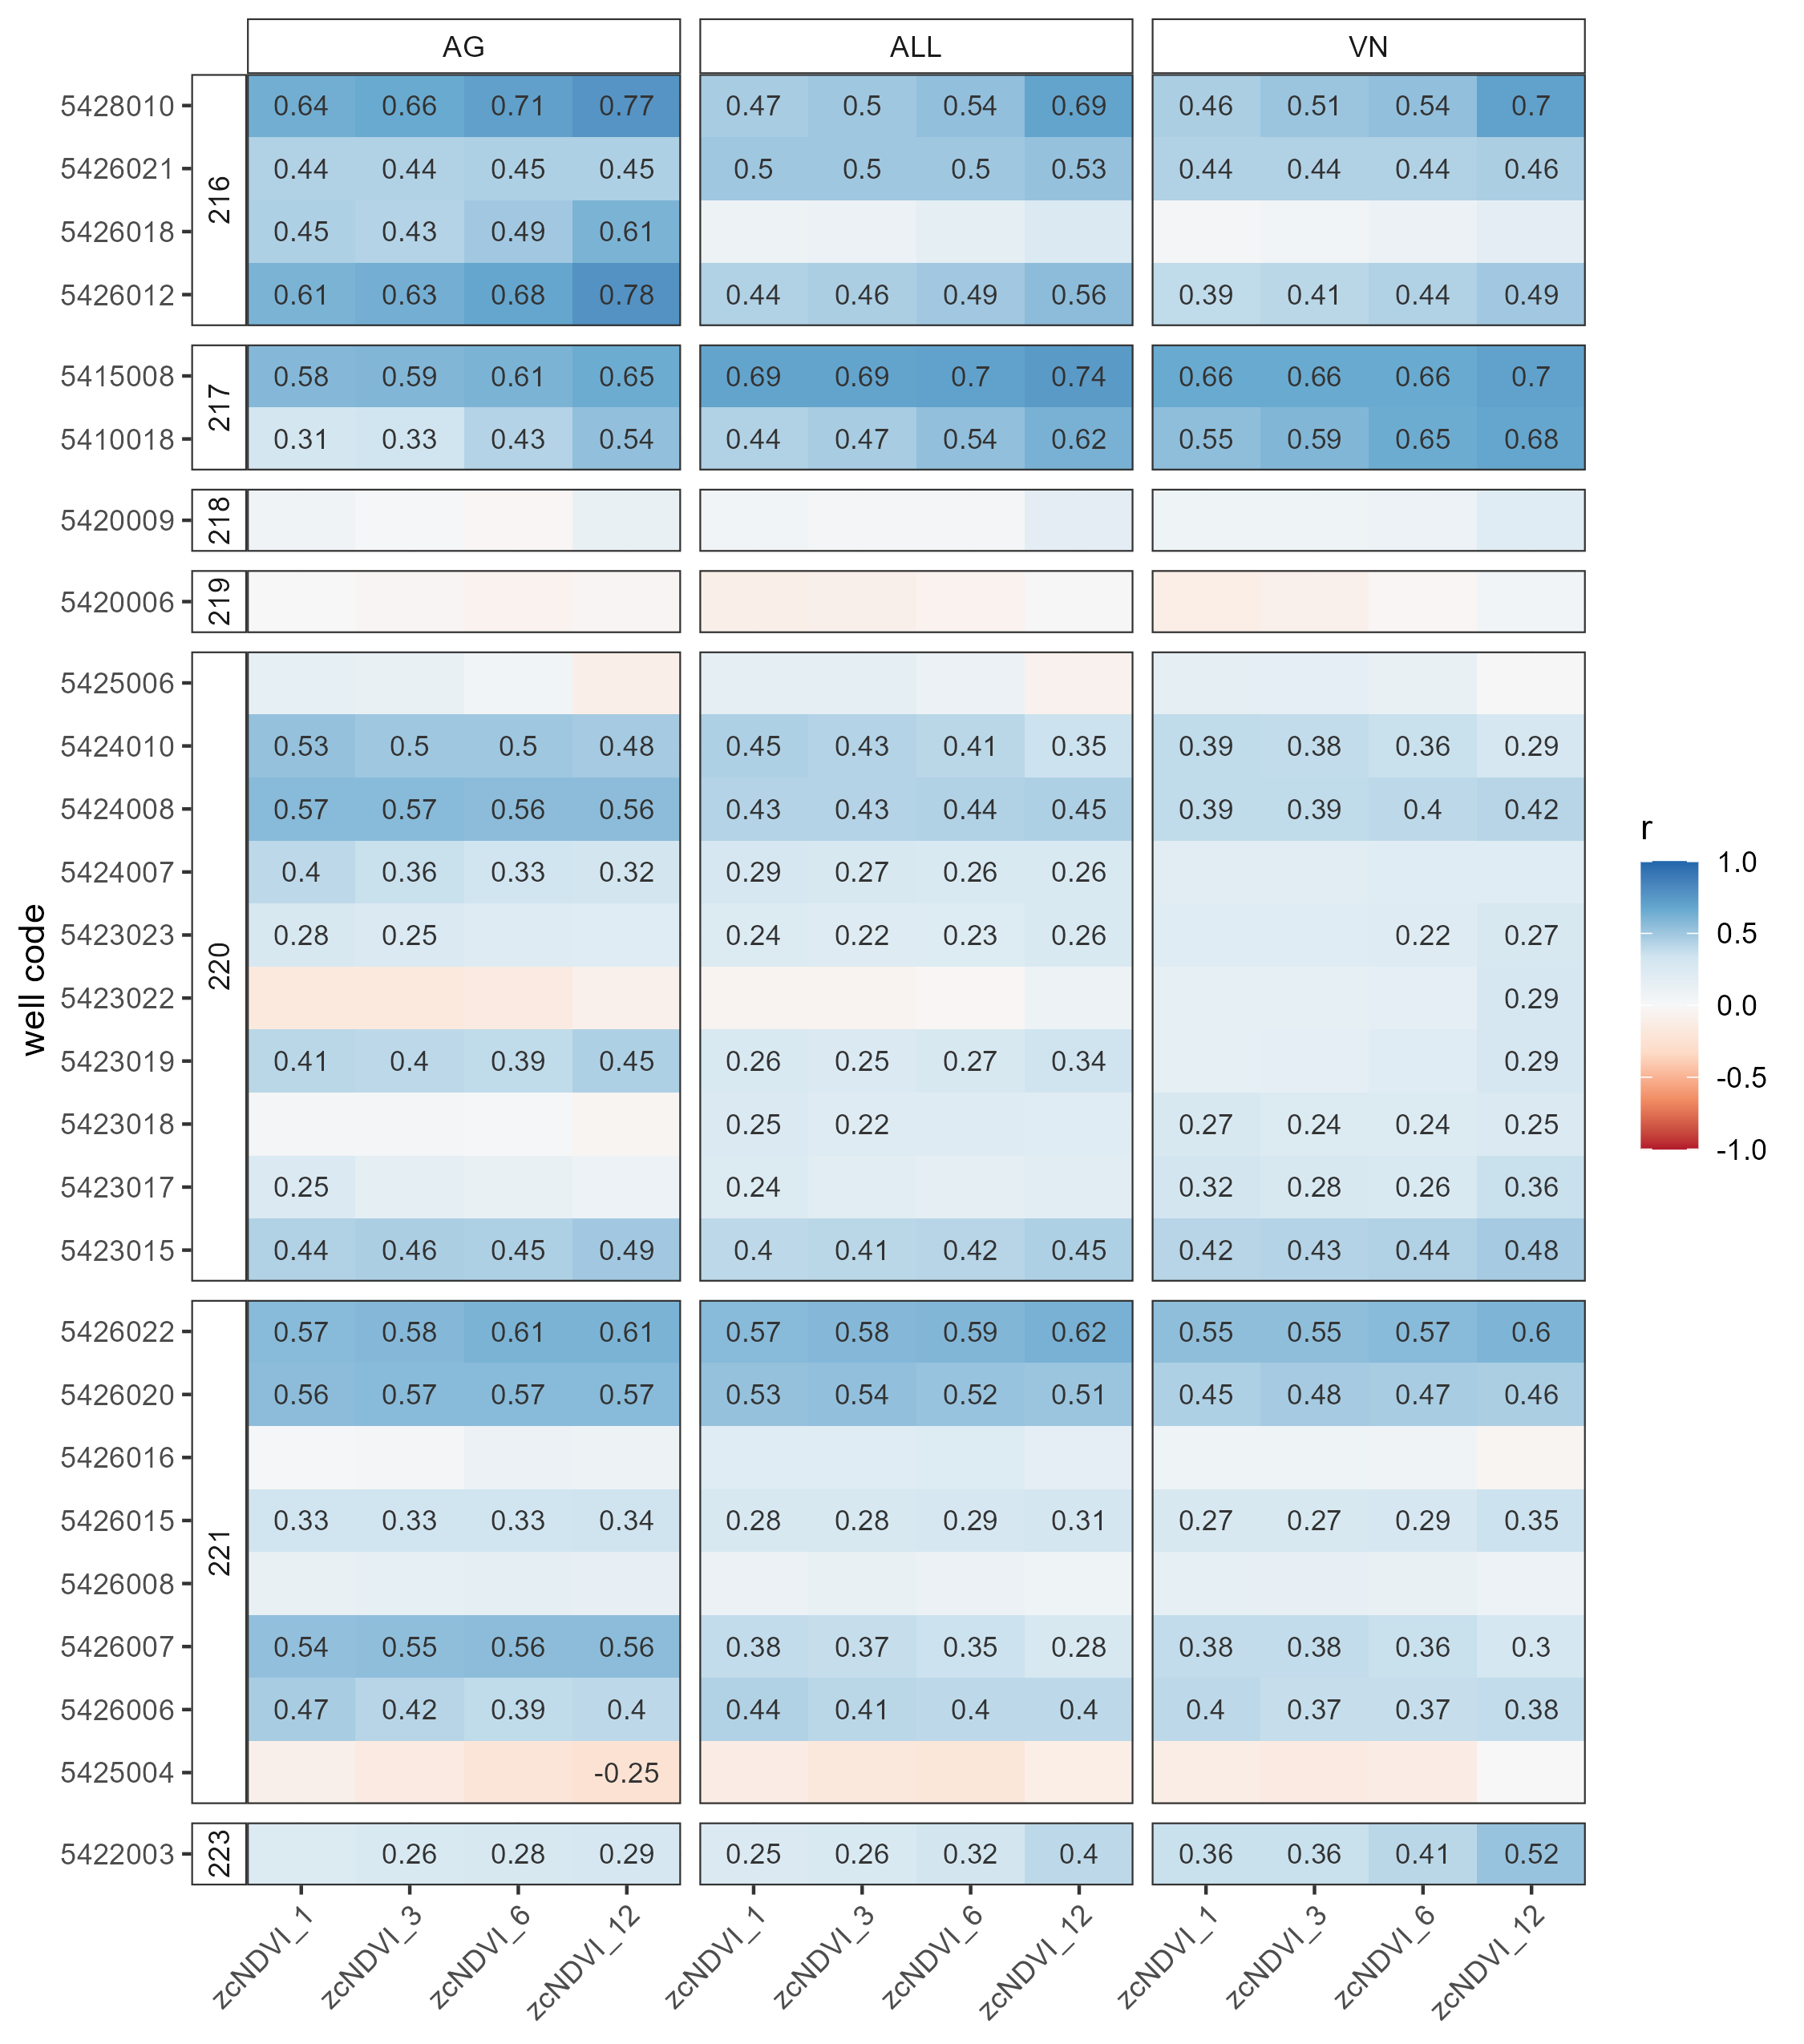 AG ALL VN
well code
216
5428010 0.64 0.66 0.71 0.77 0.47 0.5 0.54 0.69 0.46 0.51 0.54 0.7
5426021 0.44 0.44 0.45 0.45 0.5 0.5 0.5 0.53 0.44 0.44 0.44 0.46
5426018 0.45 0.43 0.49 0.61
5426012 0.61 0.63 0.68 0.78 0.44 0.46 0.49 0.56 0.39 0.41 0.44 0.49
217
5415008 0.58 0.59 0.61 0.65 0.69 0.69 0.7 0.74 0.66 0.66 0.66 0.7
5410018 0.31 0.33 0.43 0.54 0.44 0.47 0.54 0.62 0.55 0.59 0.65 0.68
218
5420009
219
5420006
220
5425006
5424010 0.53 0.5 0.5 0.48 0.45 0.43 0.41 0.35 0.39 0.38 0.36 0.29
5424008 0.57 0.57 0.56 0.56 0.43 0.43 0.44 0.45 0.39 0.39 0.4 0.42
5424007 0.4 0.36 0.33 0.32 0.29 0.27 0.26 0.26
5423023 0.28 0.25 0.24 0.22 0.23 0.26 0.22 0.27
5423022 0.29
5423019 0.41 0.4 0.39 0.45 0.26 0.25 0.27 0.34 0.29
5423018 0.25 0.22 0.27 0.24 0.24 0.25
5423017 0.25 0.24 0.32 0.28 0.26 0.36
5423015 0.44 0.46 0.45 0.49 0.4 0.41 0.42 0.45 0.42 0.43 0.44 0.48
221
5426022 0.57 0.58 0.61 0.61 0.57 0.58 0.59 0.62 0.55 0.55 0.57 0.6
5426020 0.56 0.57 0.57 0.57 0.53 0.54 0.52 0.51 0.45 0.48 0.47 0.46
5426016
5426015 0.33 0.33 0.33 0.34 0.28 0.28 0.29 0.31 0.27 0.27 0.29 0.35
5426008
5426007 0.54 0.55 0.56 0.56 0.38 0.37 0.35 0.28 0.38 0.38 0.36 0.3
5426006 0.47 0.42 0.39 0.4 0.44 0.41 0.4 0.4 0.4 0.37 0.37 0.38
5425004 -0.25
223
5422003 0.26 0.28 0.29 0.25 0.26 0.32 0.4 0.36 0.36 0.41 0.52
zcNDVI_1 zcNDVI_3 zcNDVI_6 zcNDVI_12 zcNDVI_1 zcNDVI_3 zcNDVI_6 zcNDVI_12 zcNDVI_1 zcNDVI_3 zcNDVI_6 zcNDVI_12
r
1.0
0.5
0.0
-0.5
-1.0